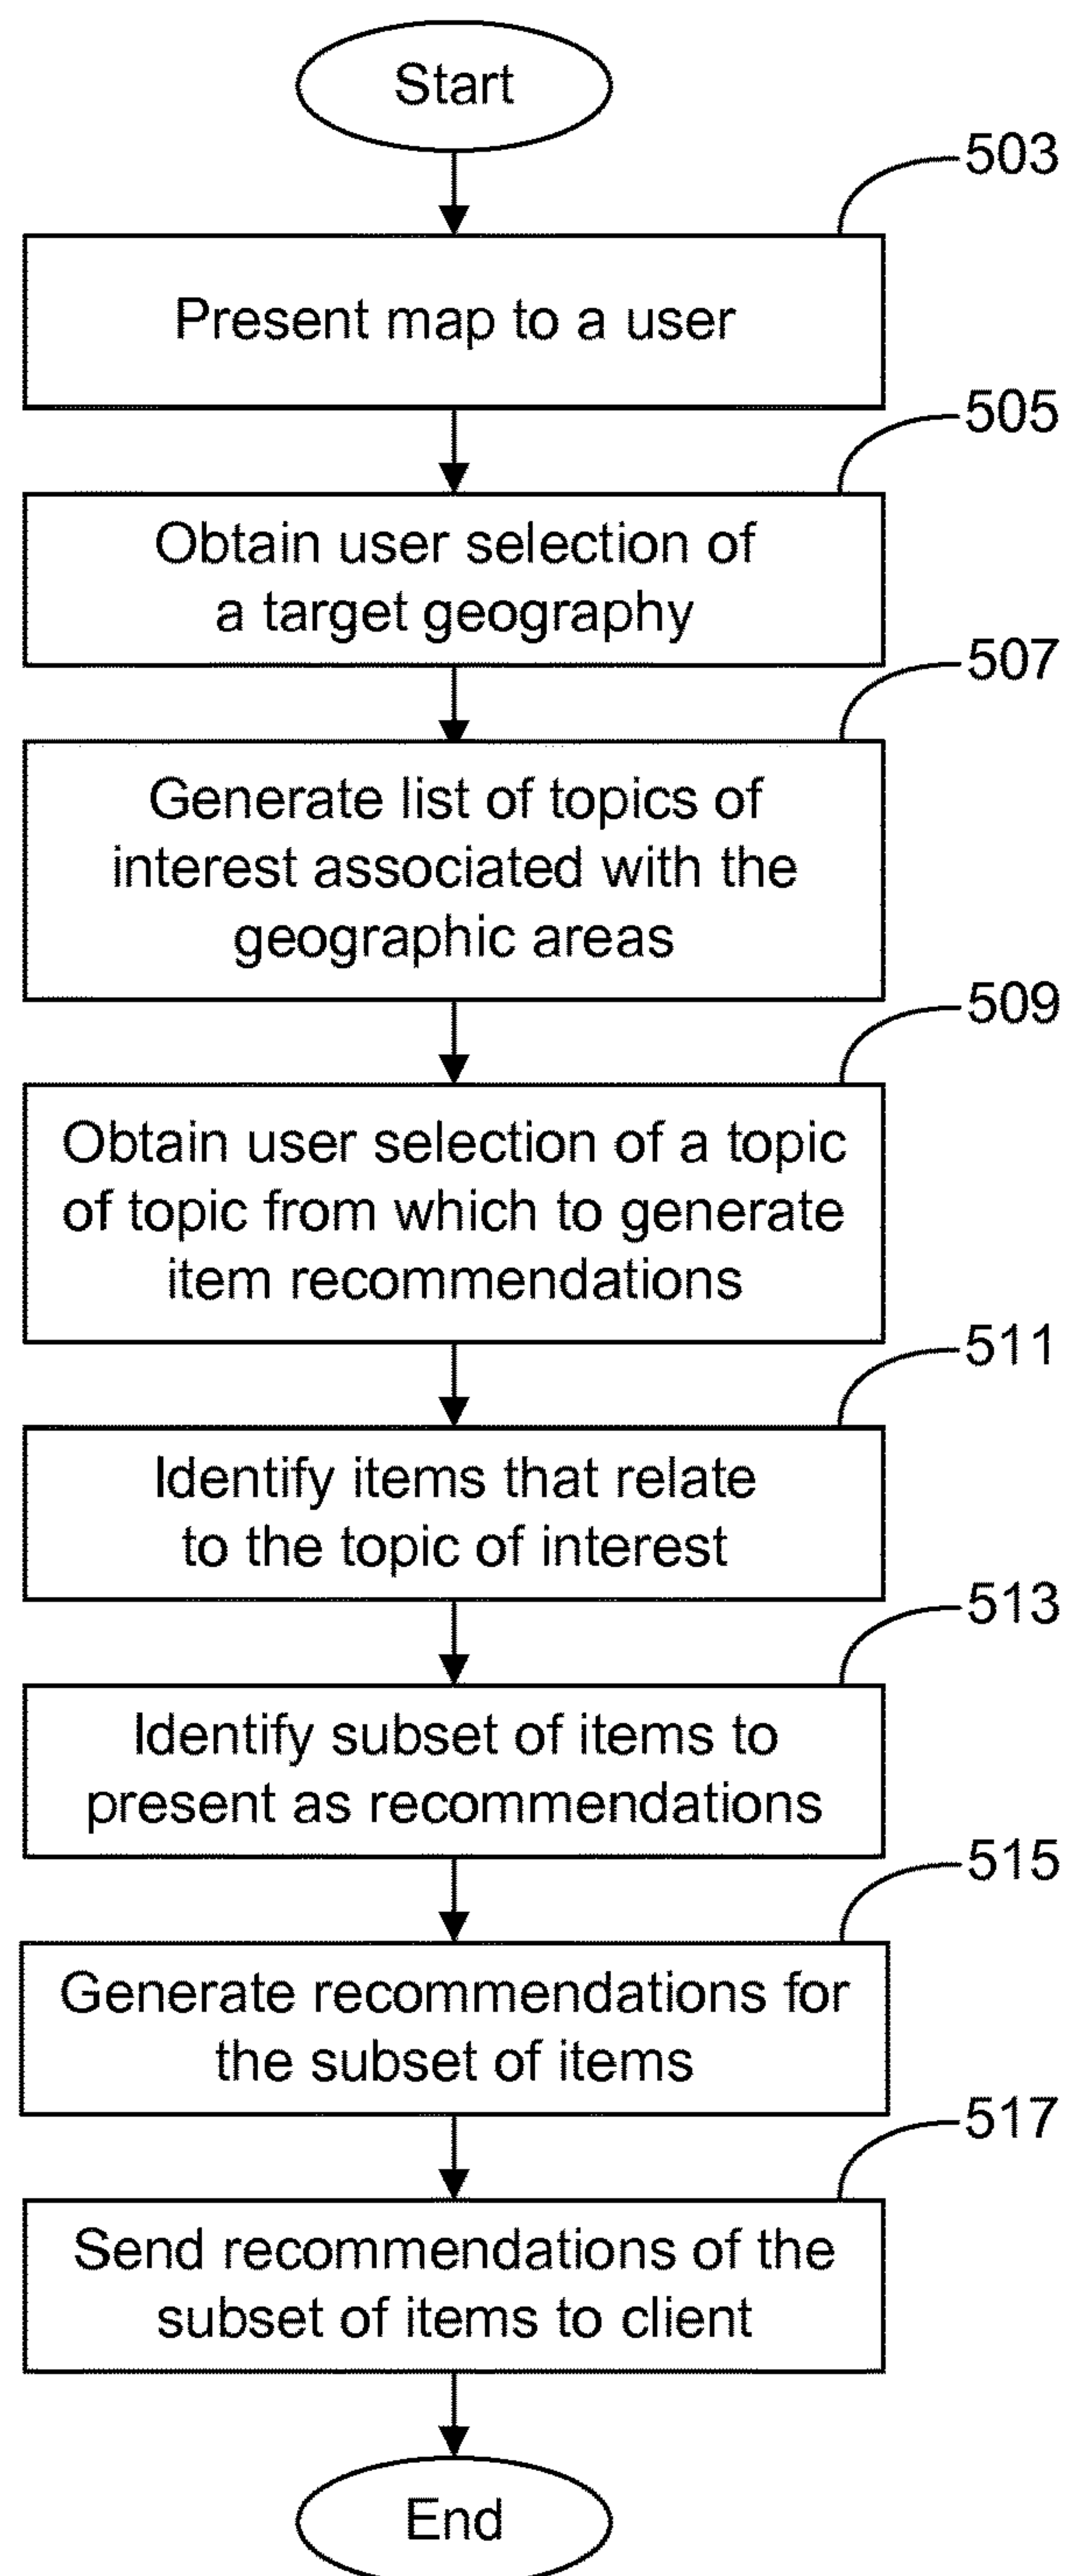 Start
503
Present map to a user
505
Obtain user selection of
a target geography
507
Generate list of topics of
interest associated with the
geographic areas
509
Obtain user selection of a topic
of topic from which to generate
item recommendations
511
Identify items that relate
to the topic of interest
513
Identify subset of items to
present as recommendations
515
Generate recommendations for
the subset of items
517
Send recommendations of the
subset of items to client
End